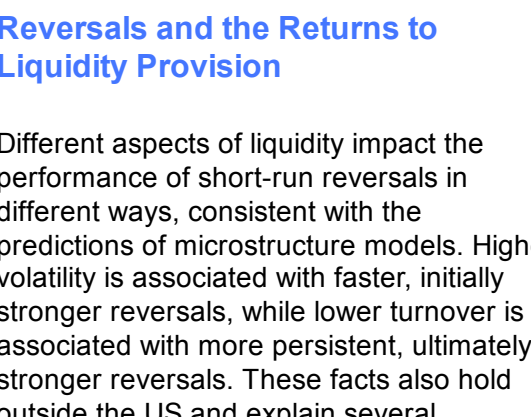 Reversals and the Returns to
Liquidity Provision
Different aspects of liquidity impact the
performance of short-run reversals in
different ways, consistent with the
predictions of microstructure models. High
volatility is associated with faster, initially
stronger reversals, while lower turnover is
associated with more persistent, ultimately
stronger reversals. These facts also hold
outside the US and explain several